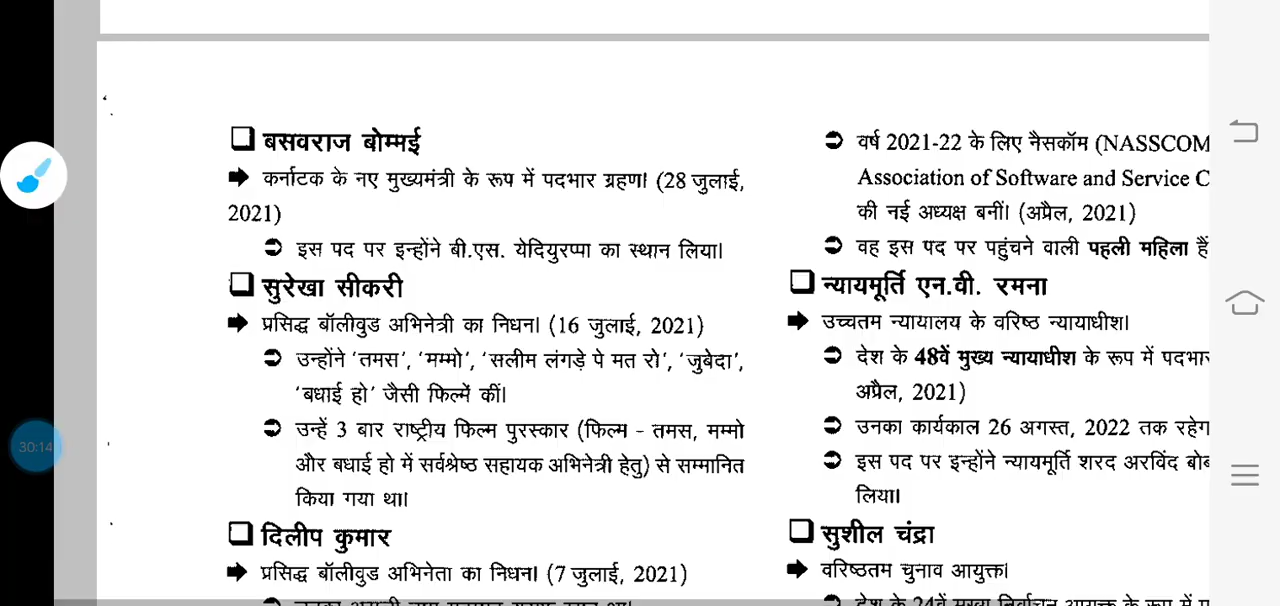 ❑ बसवराज बोम्मई
➡ कर्नाटक के नए मुख्यमंत्री के रूप में पदभार ग्रहण। (28 जुलाई,
2021)
➲ इस पद पर इन्होंने बी.एस. येदियुरप्पा का स्थान लिया।
❑ सुरेखा सीकरी
➡ प्रसिद्ध बॉलीवुड अभिनेत्री का निधन। (16 जुलाई, 2021)
➲ उन्होंने ‘तमस’, ‘मम्मो’, ‘सलीम लंगड़े पे मत रो’, ‘जुबेदा’,
‘बधाई हो’ जैसी फिल्में कीं।
➲ उन्हें 3 बार राष्ट्रीय फिल्म पुरस्कार (फिल्म - तमस, मम्मो
और बधाई हो में सर्वश्रेष्ठ सहायक अभिनेत्री हेतु) से सम्मानित
किया गया था।
❑ दिलीप कुमार
➡ प्रसिद्ध बॉलीवुड अभिनेता का निधन। (7 जुलाई, 2021)
➲ वर्ष 2021-22 के लिए नैसकॉम (NASSCOM
Association of Software and Service C
की नई अध्यक्ष बनीं। (अप्रैल, 2021)
➲ वह इस पद पर पहुंचने वाली पहली महिला हैं
❑ न्यायमूर्ति एन.वी. रमना
➡ उच्चतम न्यायालय के वरिष्ठ न्यायाधीश।
➲ देश के 48वें मुख्य न्यायाधीश के रूप में पदभार
अप्रैल, 2021)
➲ उनका कार्यकाल 26 अगस्त, 2022 तक रहेग
➲ इस पद पर इन्होंने न्यायमूर्ति शरद अरविंद बोब
लिया।
❑ सुशील चंद्रा
➡ वरिष्ठतम चुनाव आयुक्त।
➲ देश के 24वें मुख्य निर्वाचन आयुक्त के रूप में
30:14